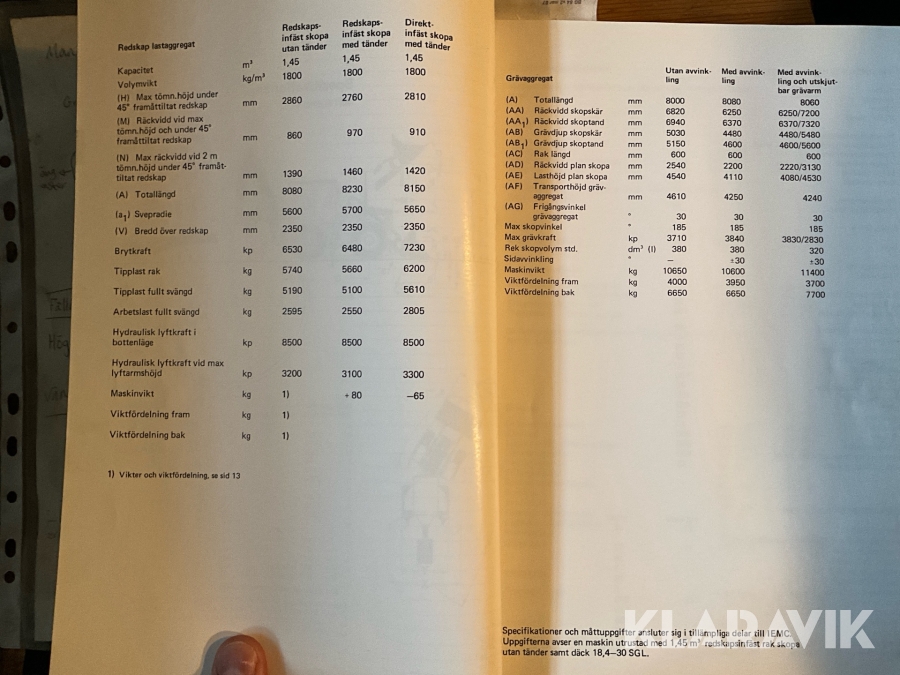 Redskap lastaggregat
Redskaps-
infäst skopa
utan tänder
Redskaps-
infäst skopa
med tänder
Direkt-
infäst skopa
med tänder
Kapacitet m³ 1,45 1,45 1,45
Volymvikt kg/m³ 1800 1800 1800
(H) Max tömn.höjd under
45° framåttiltat redskap mm 2860 2760 2810
(M) Räckvidd vid max
tömn.höjd och under 45°
framåttiltat redskap mm 860 970 910
(N) Max räckvidd vid 2 m
tömn.höjd under 45° framåt-
tiltat redskap mm 1390 1460 1420
(A) Totallängd mm 8080 8230 8150
(a₁) Svepradie mm 5600 5700 5650
(V) Bredd över redskap mm 2350 2350 2350
Brytkraft kp 6530 6480 7230
Tipplast rak kg 5740 5660 6200
Tipplast fullt svängd kg 5190 5100 5610
Arbetslast fullt svängd kg 2595 2550 2805
Hydraulisk lyftkraft i
bottenläge kp 8500 8500 8500
Hydraulisk lyftkraft vid max
lyftarmshöjd kp 3200 3100 3300
Maskinvikt kg 1) +80 −65
Viktfördelning fram kg 1)
Viktfördelning bak kg 1)
1) Vikter och viktfördelning, se sid 13
Grävaggregat
Utan avvink-
ling
Med avvink-
ling
Med avvink-
ling och utskjut-
bar grävarm
(A) Totallängd mm 8000 8080 8060
(AA) Räckvidd skopskär mm 6820 6250 6250/7200
(AA₁) Räckvidd skoptand mm 6940 6370 6370/7320
(AB) Grävdjup skopskär mm 5030 4480 4480/5480
(AB₁) Grävdjup skoptand mm 5150 4600 4600/5600
(AC) Rak längd mm 600 600 600
(AD) Räckvidd plan skopa mm 2540 2200 2220/3130
(AE) Lasthöjd plan skopa mm 4540 4110 4080/4530
(AF) Transporthöjd gräv-
aggregat mm 4610 4250 4240
(AG) Frigångsvinkel
grävaggregat ° 30 30 30
Max skopvinkel ° 185 185 185
Max grävkraft kp 3710 3840 3830/2830
Rek skopvolym std. dm³ (l) 380 380 320
Sidavvinkling ° − ±30 ±30
Maskinvikt kg 10650 10600 11400
Viktfördelning fram kg 4000 3950 3700
Viktfördelning bak kg 6650 6650 7700
Specifikationer och måttuppgifter ansluter sig i tillämpliga delar till IEMC.
Uppgifterna avser en maskin utrustad med 1,45 m³ redskapsinfäst rak skopa
utan tänder samt däck 18,4−30 SGL.
KLARAVIK